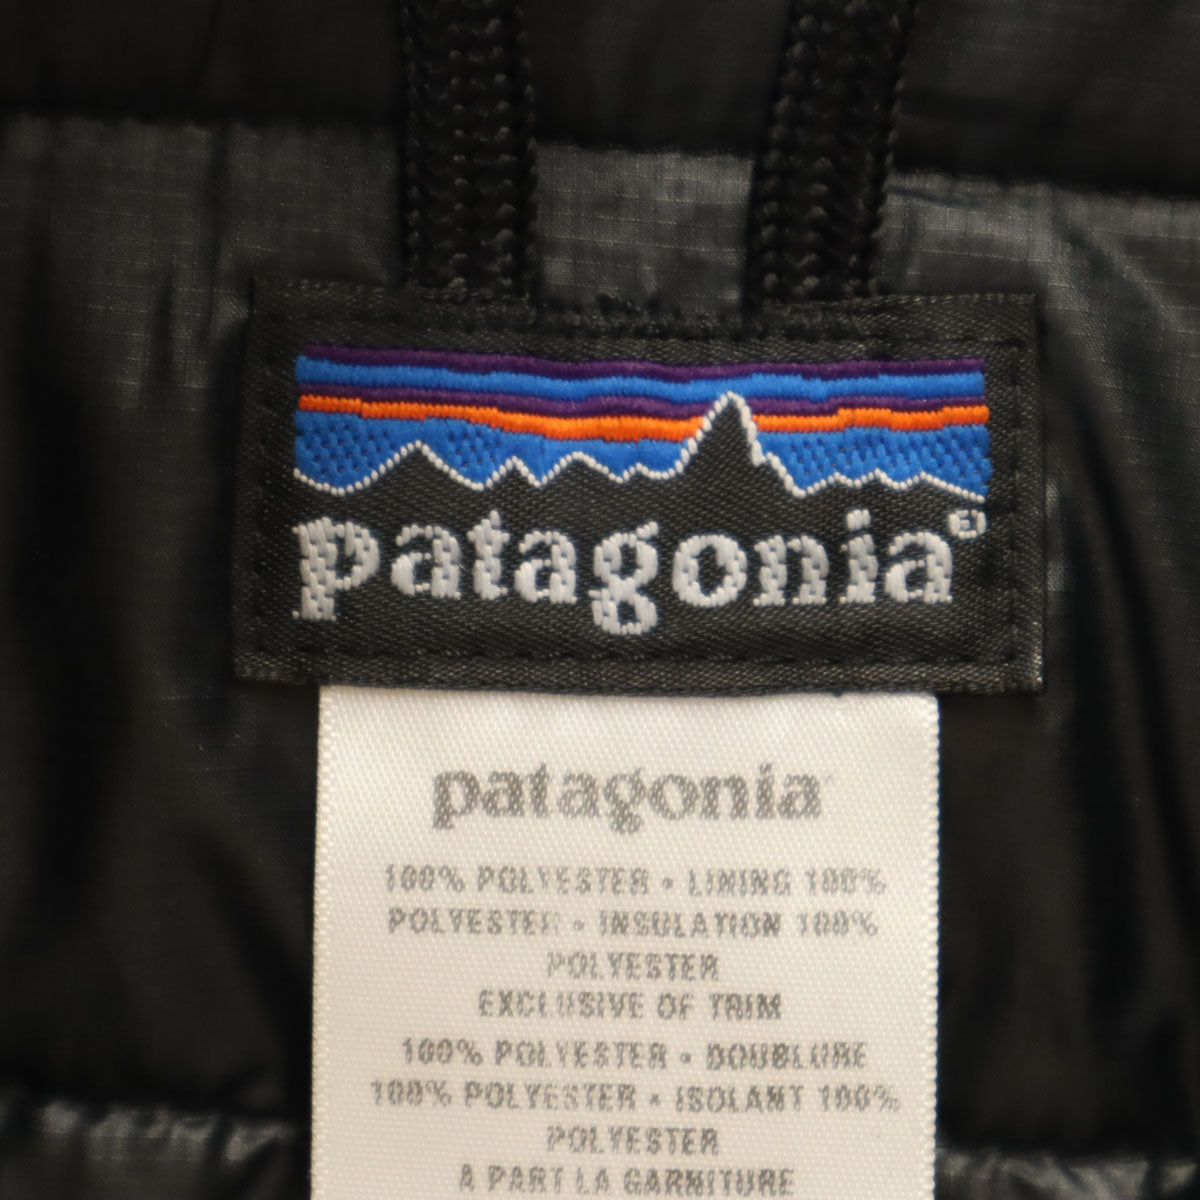 patagonia®
patagonia
100% POLYESTER • LINING 100%
POLYESTER • INSULATION 100%
POLYESTER
EXCLUSIVE OF TRIM
100% POLYESTER • DOUBLURE
100% POLYESTER • ISOLANT 100%
POLYESTER
A PART LA GARNITURE